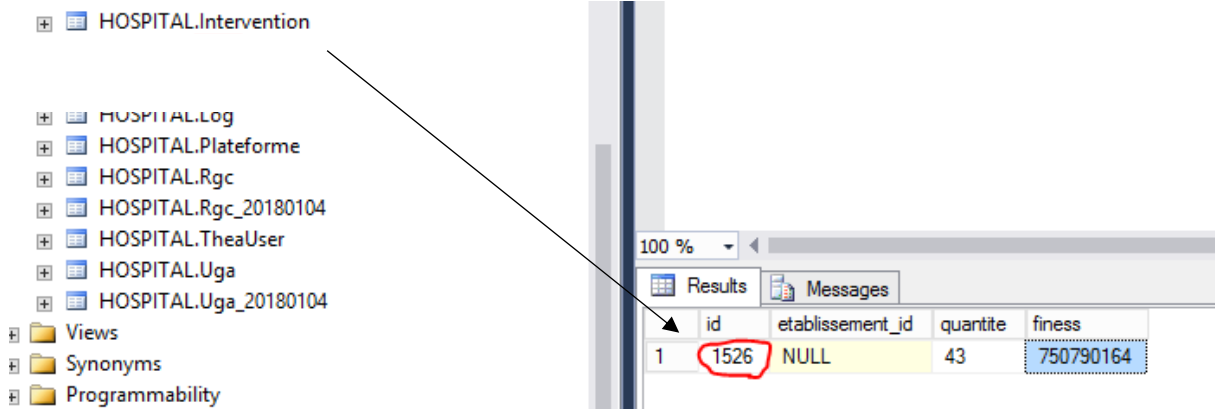 HOSPITAL.Intervention
HOSPITAL.Log
HOSPITAL.Plateforme
HOSPITAL.Rgc
HOSPITAL.Rgc_20180104
HOSPITAL.TheaUser
HOSPITAL.Uga
HOSPITAL.Uga_20180104
Views
Synonyms
Programmability
100 %
Results Messages
id etablissement_id quantite finess
1 1526 NULL 43 750790164